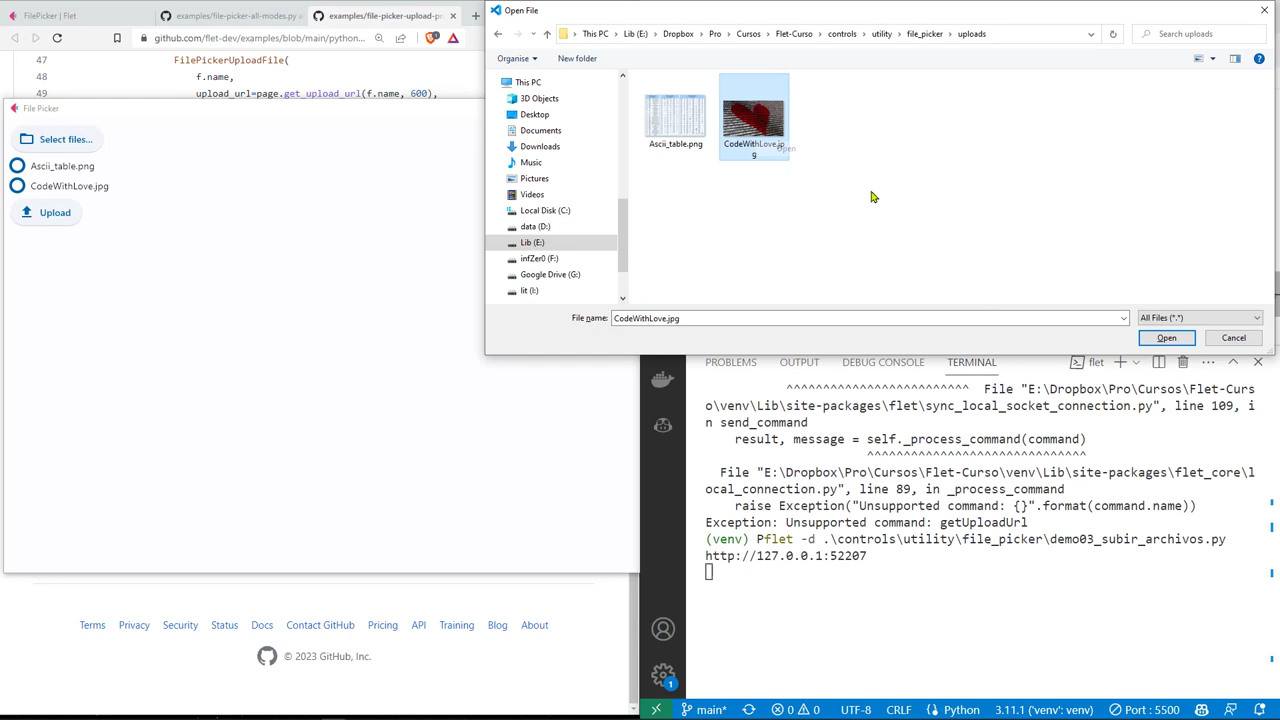 FilePicker | Flet
examples/file-picker-all-modes.py a
examples/file-picker-upload-pr
github.com/flet-dev/examples/blob/main/python...
47 FilePickerUploadFile(
48 f.name,
49 upload_url=page.get_upload_url(f.name, 600),
File Picker
Select files...
Ascii_table.png
CodeWithLove.jpg
Upload
Open File
This PC > Lib (E:) > Dropbox > Pro > Cursos > Flet-Curso > controls > utility > file_picker > uploads
Search uploads
Organise
New folder
This PC
3D Objects
Desktop
Documents
Downloads
Music
Pictures
Videos
Local Disk (C:)
data (D:)
Lib (E:)
infZer0 (F:)
Google Drive (G:)
lit (I:)
Ascii_table.png
CodeWithLove.jp
g
Open
File name: CodeWithLove.jpg
All Files (*.*)
Open
Cancel
PROBLEMS OUTPUT DEBUG CONSOLE TERMINAL
flet
^^^^^^^^^^^^^^^^^^^^^^^^^ File "E:\Dropbox\Pro\Cursos\Flet-Curs
o\venv\Lib\site-packages\flet\sync_local_socket_connection.py", line 109, i
n send_command
result, message = self._process_command(command)
^^^^^^^^^^^^^^^^^^^^^^^^^^^^^
File "E:\Dropbox\Pro\Cursos\Flet-Curso\venv\Lib\site-packages\flet_core\l
ocal_connection.py", line 89, in _process_command
raise Exception("Unsupported command: {}".format(command.name))
Exception: Unsupported command: getUploadUrl
(venv) Pflet -d .\controls\utility\file_picker\demo03_subir_archivos.py
http://127.0.0.1:52207
Terms Privacy Security Status Docs Contact GitHub Pricing API Training Blog About
© 2023 GitHub, Inc.
1
main* 0 0 UTF-8 CRLF Python 3.11.1 ('venv': venv) Port : 5500